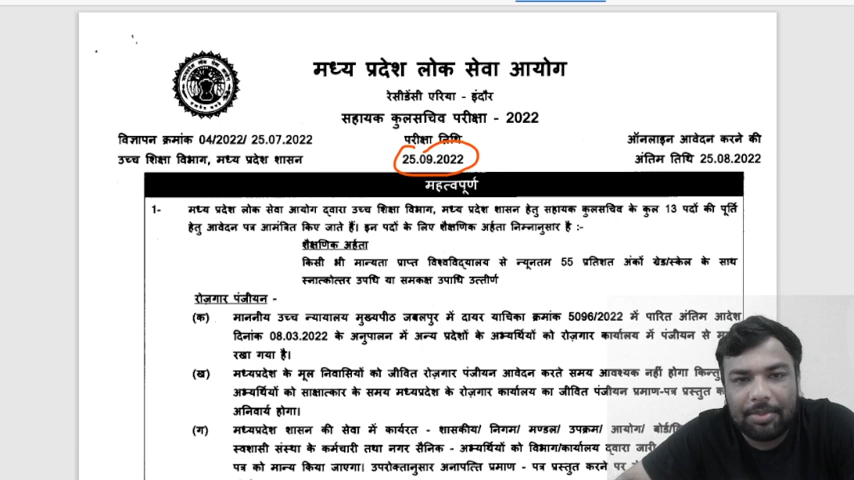 मध्य प्रदेश लोक सेवा आयोग
रेसीडेंसी एरिया - इंदौर
सहायक कुलसचिव परीक्षा - 2022
विज्ञापन क्रमांक 04/2022/ 25.07.2022 परीक्षा तिथि ऑनलाइन आवेदन करने की
उच्च शिक्षा विभाग, मध्य प्रदेश शासन 25.09.2022 अंतिम तिथि 25.08.2022
महत्वपूर्ण
1- मध्य प्रदेश लोक सेवा आयोग द्वारा उच्च शिक्षा विभाग, मध्य प्रदेश शासन हेतु सहायक कुलसचिव के कुल 13 पदों की पूर्ति
हेतु आवेदन पत्र आमंत्रित किए जाते हैं। इन पदों के लिए शैक्षणिक अर्हता निम्नानुसार है :-
शैक्षणिक अर्हता
किसी भी मान्यता प्राप्त विश्वविद्यालय से न्यूनतम 55 प्रतिशत अंकों ग्रेड/स्केल के साथ
स्नातकोत्तर उपधि या समकक्ष उपाधि उत्तीर्ण
रोज़गार पंजीयन -
(क) माननीय उच्च न्यायालय मुख्यपीठ जबलपुर में दायर याचिका क्रमांक 5096/2022 में पारित अंतिम आदेश
दिनांक 08.03.2022 के अनुपालन में अन्य प्रदेशों के अभ्यर्थियों को रोज़गार कार्यालय में पंजीयन से
रखा गया है।
(ख) मध्यप्रदेश के मूल निवासियों को जीवित रोज़गार पंजीयन आवेदन करते समय आवश्यक नहीं होगा
अभ्यर्थियों को साक्षात्कार के समय मध्यप्रदेश के रोज़गार कार्यालय का जीवित पंजीयन प्रमाण-पत्र प्रस्तुत
अनिवार्य होगा।
(ग) मध्यप्रदेश शासन की सेवा में कार्यरत - शासकीय/ निगम/ मण्डल/ उपक्रम/ आयोग/
स्वशासी संस्था के कर्मचारी तथा नगर सैनिक - अभ्यर्थियों को विभाग/कार्यालय द्वारा
पत्र को मान्य किया जाएगा। उपरोक्तानुसार अनापत्ति प्रमाण - पत्र प्रस्तुत करने पर